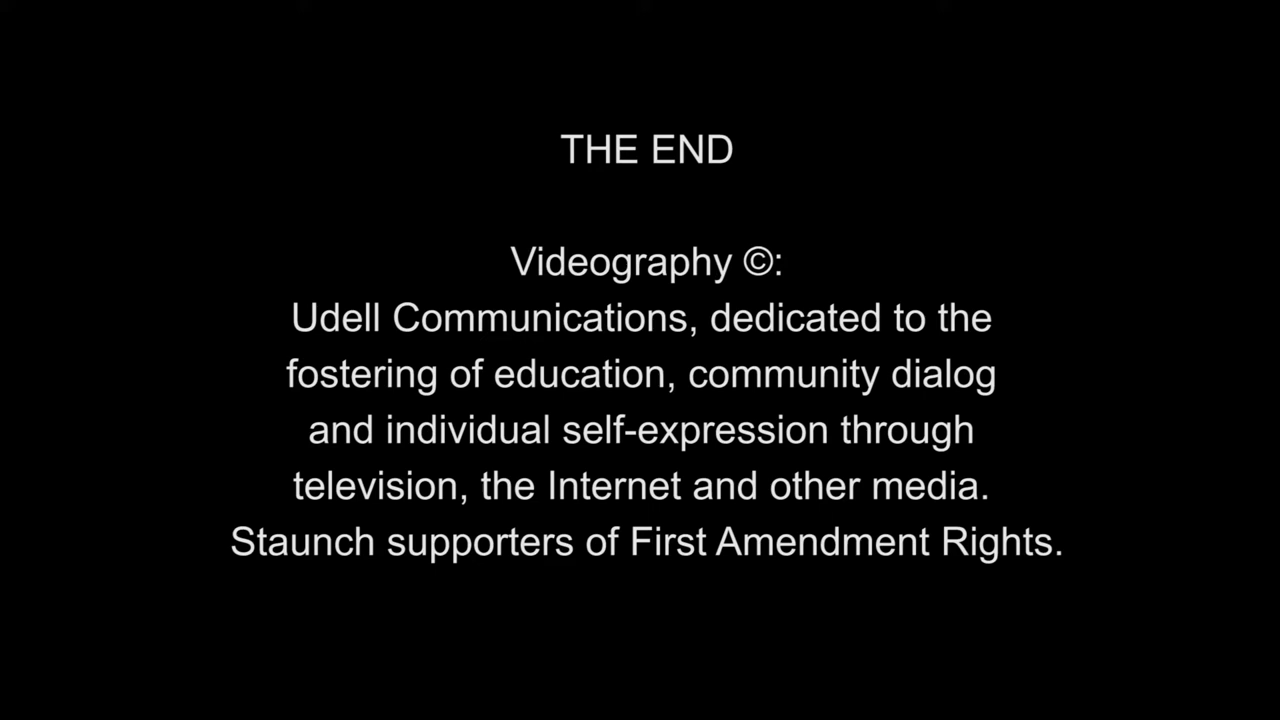 THE END
Videography ©:
Udell Communications, dedicated to the
fostering of education, community dialog
and individual self-expression through
television, the Internet and other media.
Staunch supporters of First Amendment Rights.